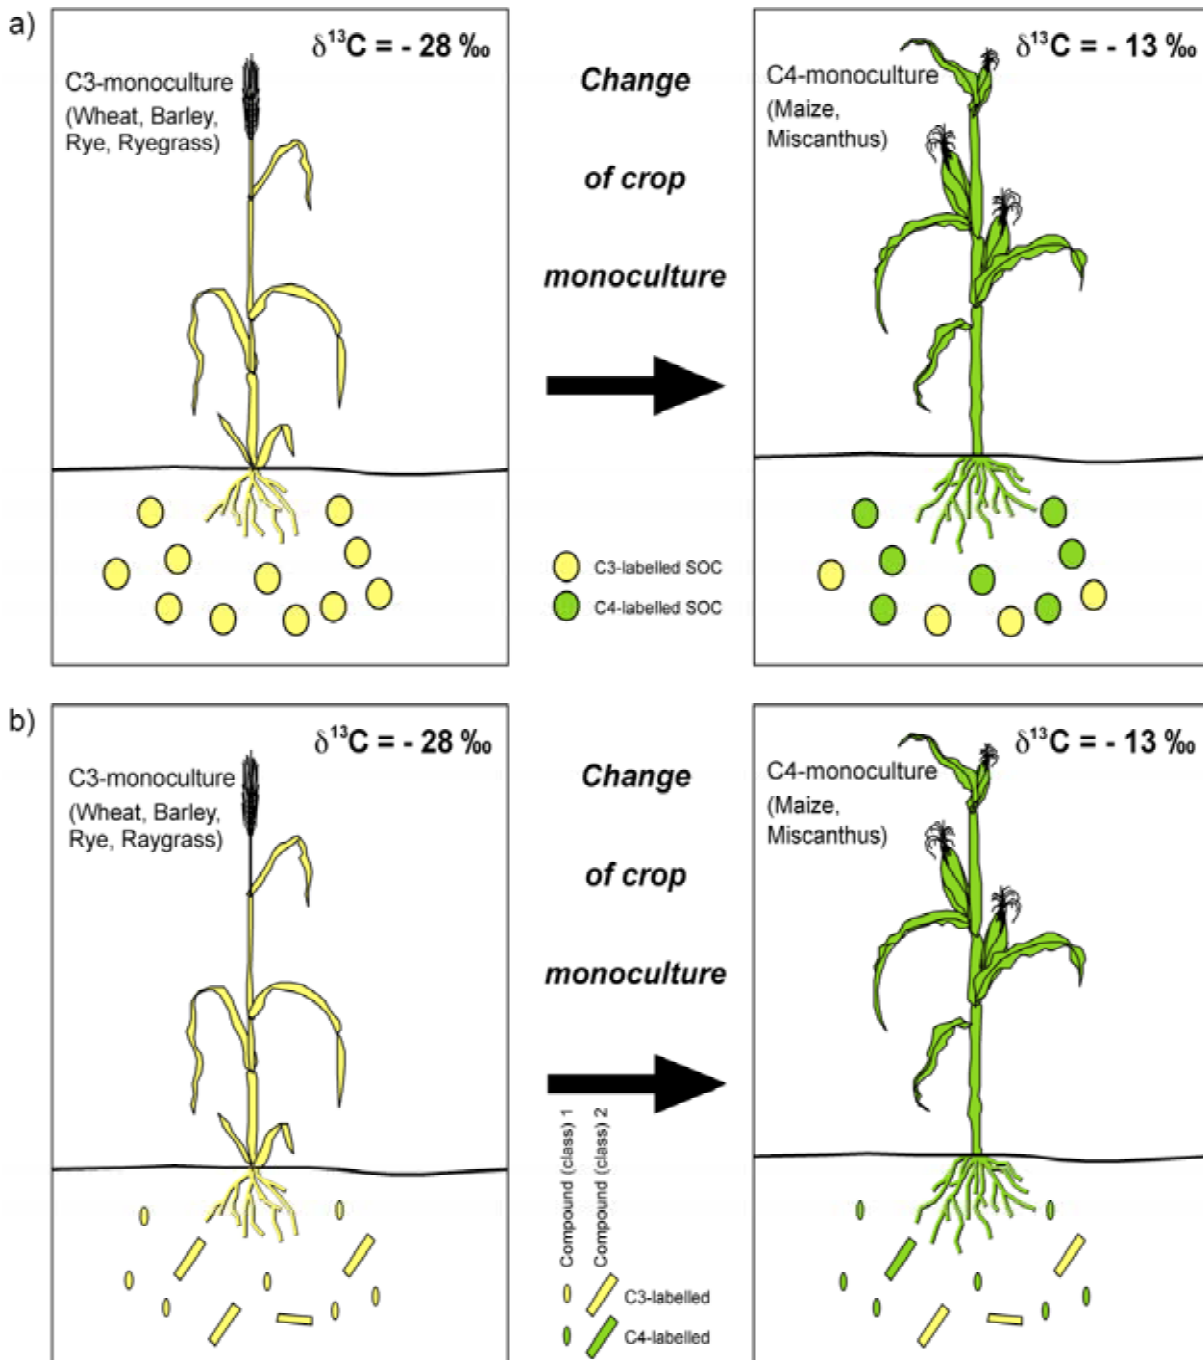 a)
δ13C = - 28 ‰
C3-monoculture
(Wheat, Barley,
Rye, Ryegrass)
Change
of crop
monoculture
δ13C = - 13 ‰
C4-monoculture
(Maize,
Miscanthus)
C3-labelled SOC
C4-labelled SOC
b)
δ13C = - 28 ‰
C3-monoculture
(Wheat, Barley,
Rye, Raygrass)
Change
of crop
monoculture
δ13C = - 13 ‰
C4-monoculture
(Maize,
Miscanthus)
Compound (class) 1
Compound (class) 2
C3-labelled
C4-labelled